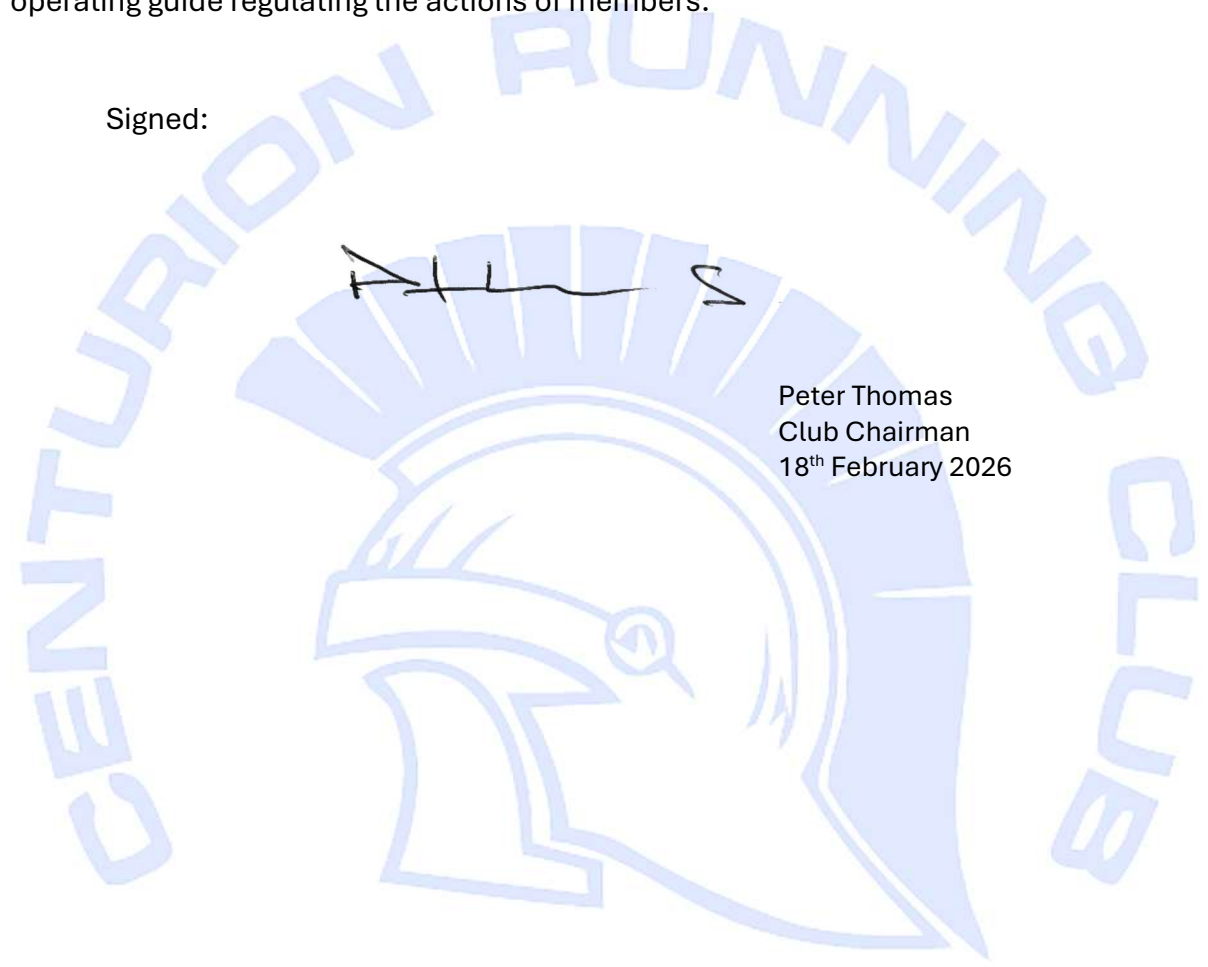 operating guide regulating the actions of members.
CENTURION RUNNING CLUB
Signed:
Peter Thomas
Club Chairman
18th February 2026